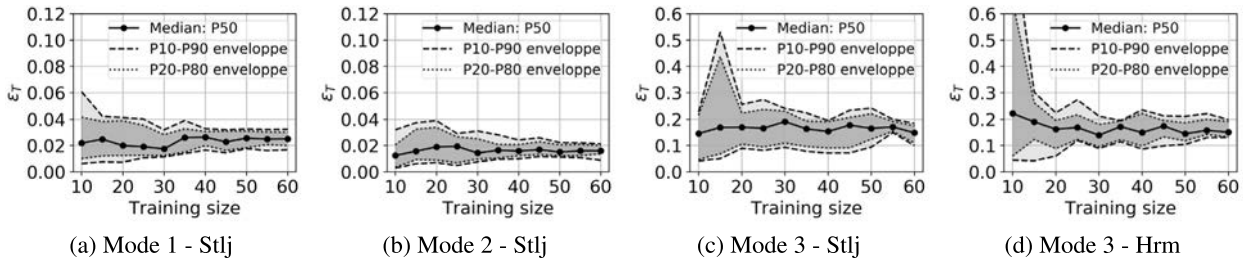 0.12
0.10
0.08
0.06
0.04
0.02
0.00
ε_T
10 20 30 40 50 60
Training size
Median: P50
P10-P90 enveloppe
P20-P80 enveloppe
(a) Mode 1 - Stlj
0.12
0.10
0.08
0.06
0.04
0.02
0.00
ε_T
10 20 30 40 50 60
Training size
Median: P50
P10-P90 enveloppe
P20-P80 enveloppe
(b) Mode 2 - Stlj
0.6
0.5
0.4
0.3
0.2
0.1
0.0
ε_T
10 20 30 40 50 60
Training size
Median: P50
P10-P90 enveloppe
P20-P80 enveloppe
(c) Mode 3 - Stlj
0.6
0.5
0.4
0.3
0.2
0.1
0.0
ε_T
10 20 30 40 50 60
Training size
Median: P50
P10-P90 enveloppe
P20-P80 enveloppe
(d) Mode 3 - Hrm